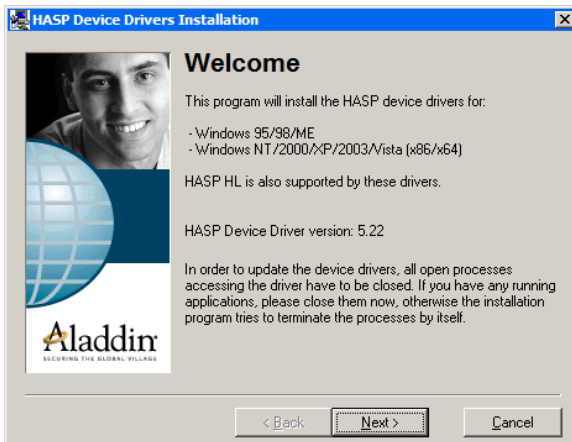 HASP Device Drivers Installation
Welcome
This program will install the HASP device drivers for:
- Windows 95/98/ME
- Windows NT/2000/XP/2003/Vista (x86/x64)
HASP HL is also supported by these drivers.
HASP Device Driver version: 5.22
In order to update the device drivers, all open processes
accessing the driver have to be closed. If you have any running
applications, please close them now, otherwise the installation
program tries to terminate the processes by itself.
Aladdin
SECURING THE GLOBAL VILLAGE
< Back
Next >
Cancel